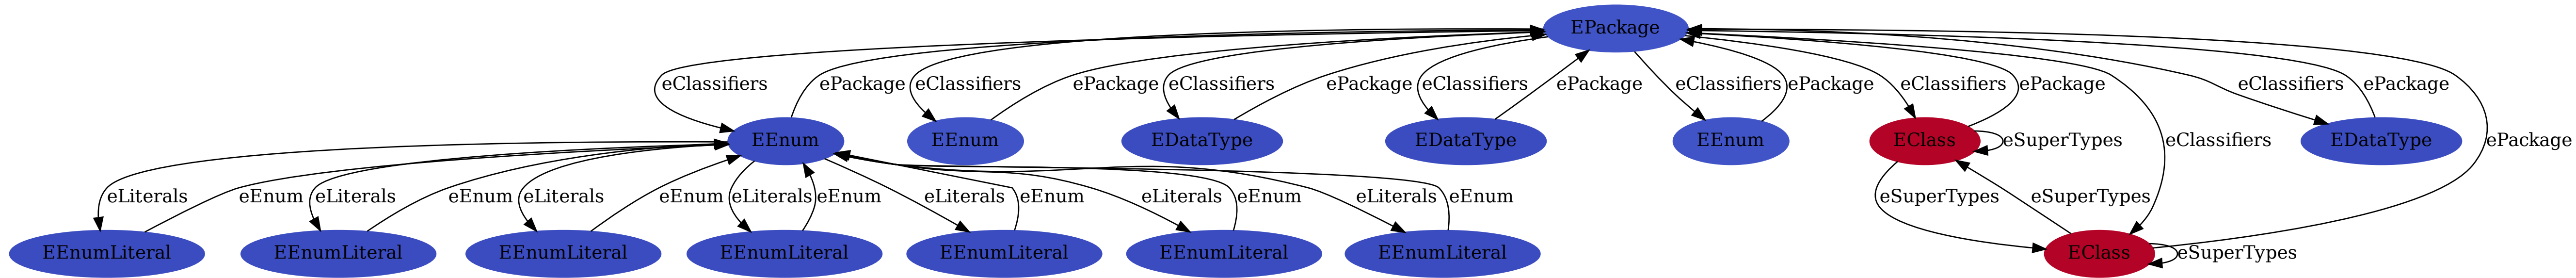 EPackage
eClassifiers
ePackage
eClassifiers
ePackage
eClassifiers
ePackage
eClassifiers
ePackage
eClassifiers
ePackage
eClassifiers
ePackage
eClassifiers
ePackage
EEnum
EEnum
EDataType
EDataType
EEnum
EClass
eSuperTypes
eClassifiers
EDataType
ePackage
eLiterals
eEnum
eLiterals
eEnum
eLiterals
eEnum
eLiterals
eEnum
eLiterals
eEnum
eLiterals
eEnum
eLiterals
eEnum
eSuperTypes
eSuperTypes
EEnumLiteral
EEnumLiteral
EEnumLiteral
EEnumLiteral
EEnumLiteral
EEnumLiteral
EEnumLiteral
EClass
eSuperTypes